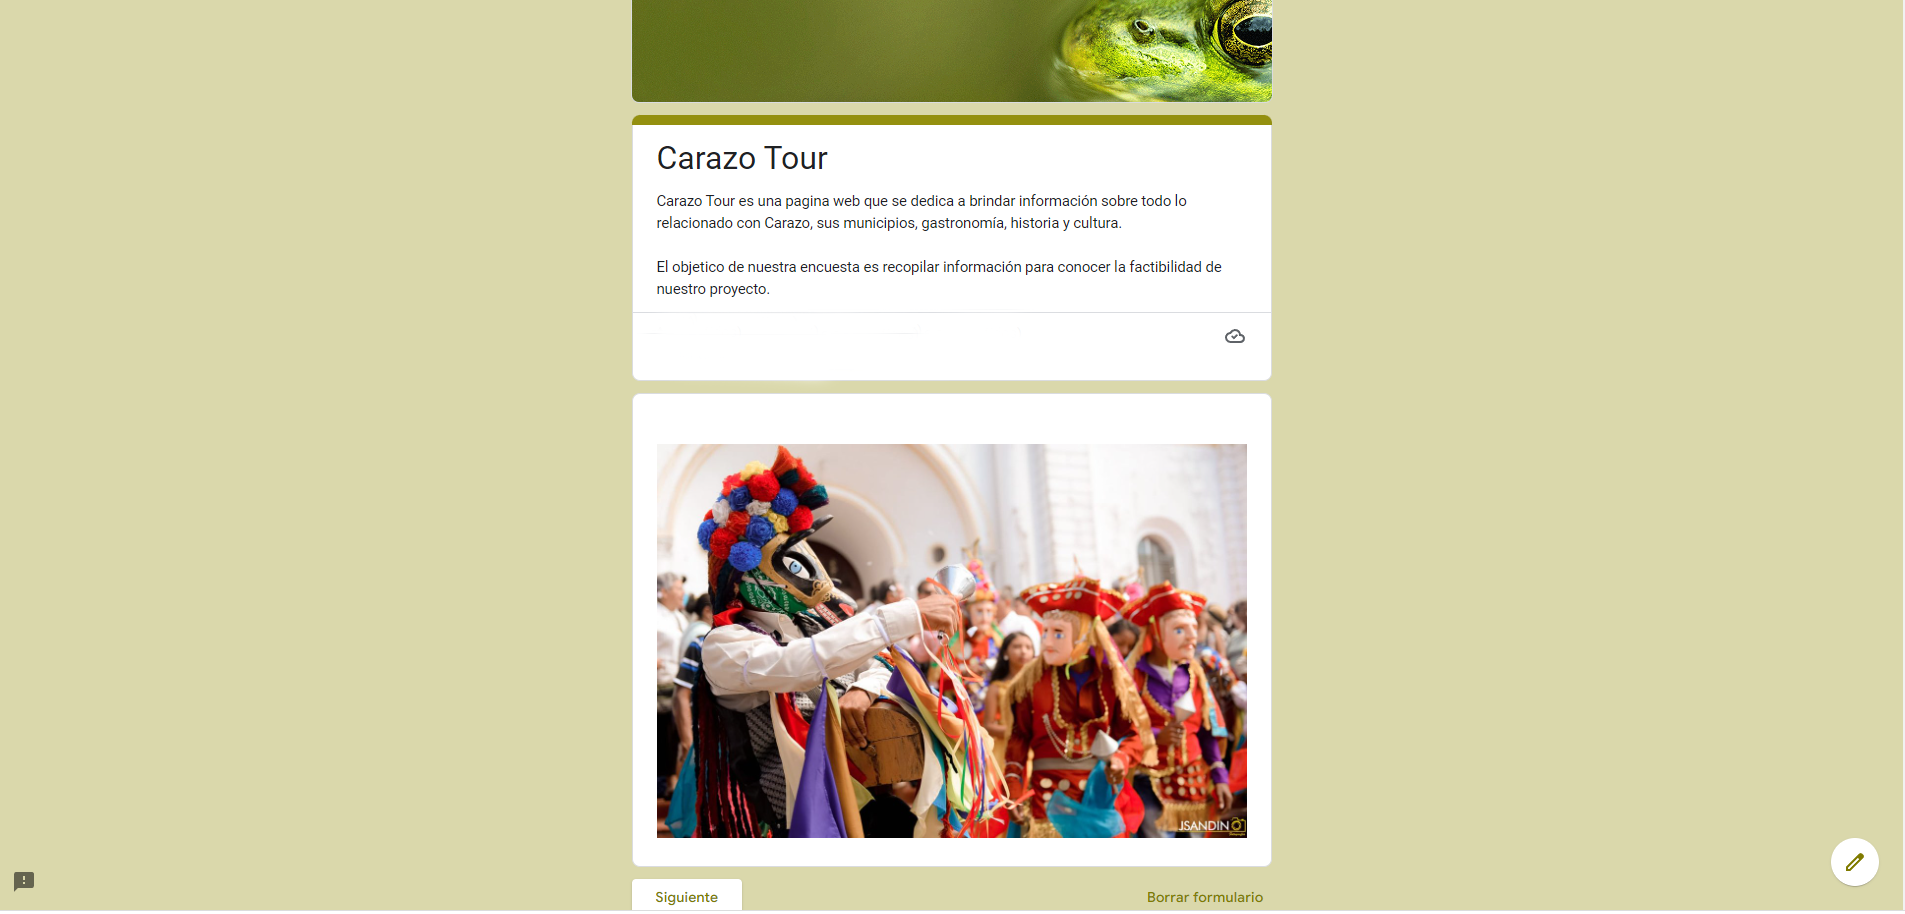 Carazo Tour
Carazo Tour es una pagina web que se dedica a brindar información sobre todo lo
relacionado con Carazo, sus municipios, gastronomía, historia y cultura.
El objetico de nuestra encuesta es recopilar información para conocer la factibilidad de
nuestro proyecto.
JSANDINO
Siguiente
Borrar formulario